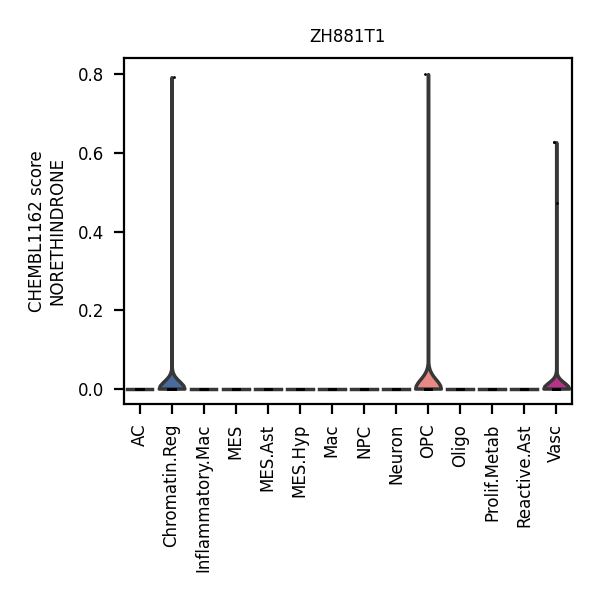 ZH881T1
CHEMBL1162 score
NORETHINDRONE
0.8
0.6
0.4
0.2
0.0
AC
Chromatin.Reg
Inflammatory.Mac
MES
MES.Ast
MES.Hyp
Mac
NPC
Neuron
OPC
Oligo
Prolif.Metab
Reactive.Ast
Vasc